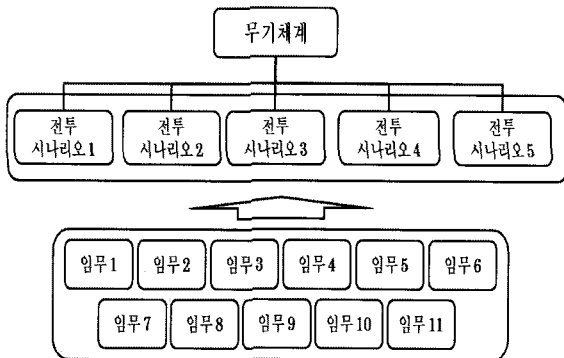 무기체계
전투 전투 전투 전투 전투
시나리오1 시나리오2 시나리오3 시나리오4 시나리오5
임무1 임무2 임무3 임무4 임무5 임무6
임무7 임무8 임무9 임무10 임무11